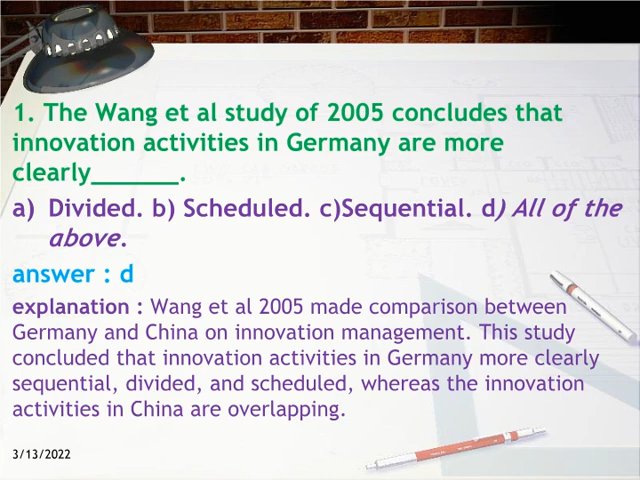 1. The Wang et al study of 2005 concludes that
innovation activities in Germany are more
clearly_______.
a) Divided. b) Scheduled. c)Sequential. d) All of the
above.
answer : d
explanation : Wang et al 2005 made comparison between
Germany and China on innovation management. This study
concluded that innovation activities in Germany more clearly
sequential, divided, and scheduled, whereas the innovation
activities in China are overlapping.
3/13/2022